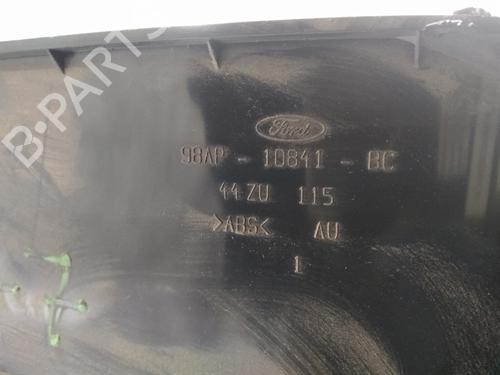 B-PARTS
Ford
98AP - 10841 - BC
44ZU 115
>ABS< AU
1